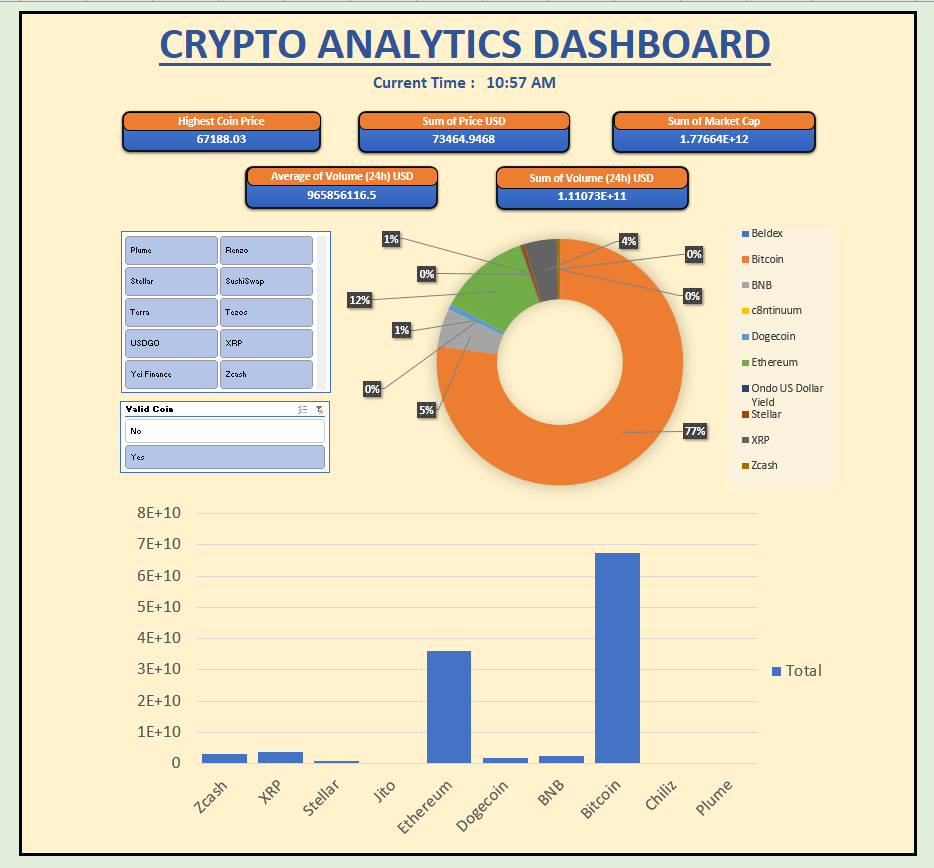 CRYPTO ANALYTICS DASHBOARD
Current Time : 10:57 AM
Highest Coin Price
67188.03
Sum of Price USD
73464.9468
Sum of Market Cap
1.77664E+12
Average of Volume (24h) USD
965856116.5
Sum of Volume (24h) USD
1.11073E+11
Plume
Renzo
Stellar
SushiSwap
Terra
Tezos
USDGO
XRP
Yei Finance
Zcash
Valid Coin
No
Yes
1%
0%
12%
1%
0%
5%
4%
0%
0%
77%
Beldex
Bitcoin
BNB
c8ntinuum
Dogecoin
Ethereum
Ondo US Dollar
Yield
Stellar
XRP
Zcash
8E+10
7E+10
6E+10
5E+10
4E+10
3E+10
2E+10
1E+10
0
Zcash
XRP
Stellar
Jito
Ethereum
Dogecoin
BNB
Bitcoin
Chiliz
Plume
Total